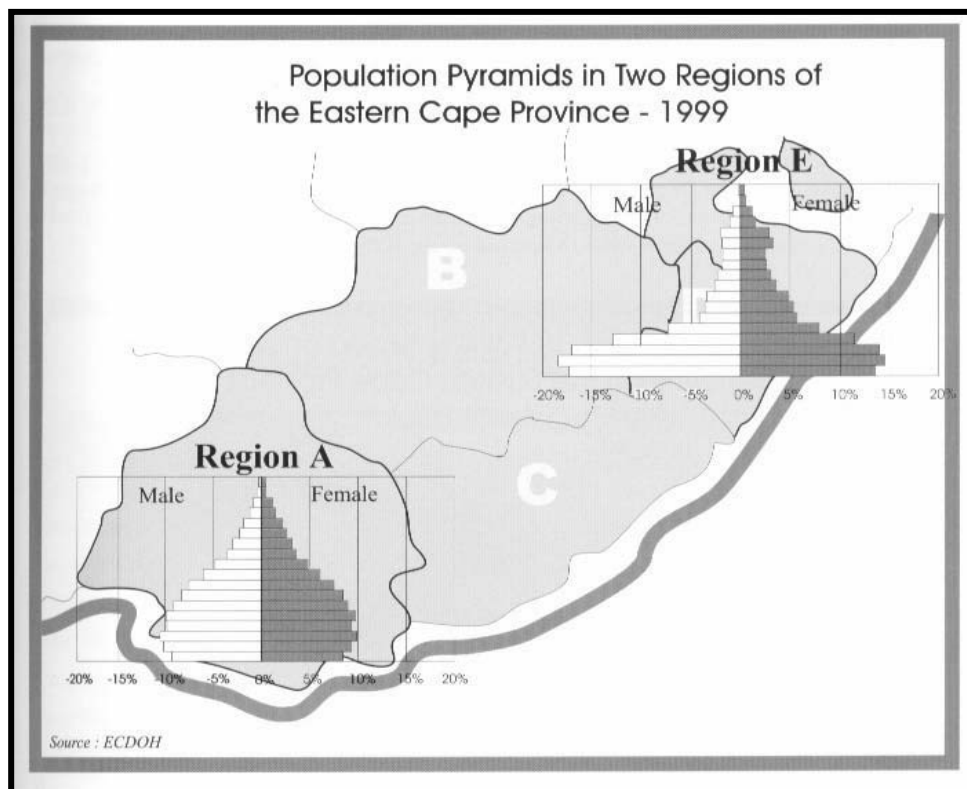 Population Pyramids in Two Regions of
the Eastern Cape Province - 1999
Region E
Male
Female
B
-20% -15% -10% -5% 0% 5% 10% 15% 20%
Region A
Male
Female
C
-20% -15% -10% -5% 0% 5% 10% 15% 20%
Source : ECDOH